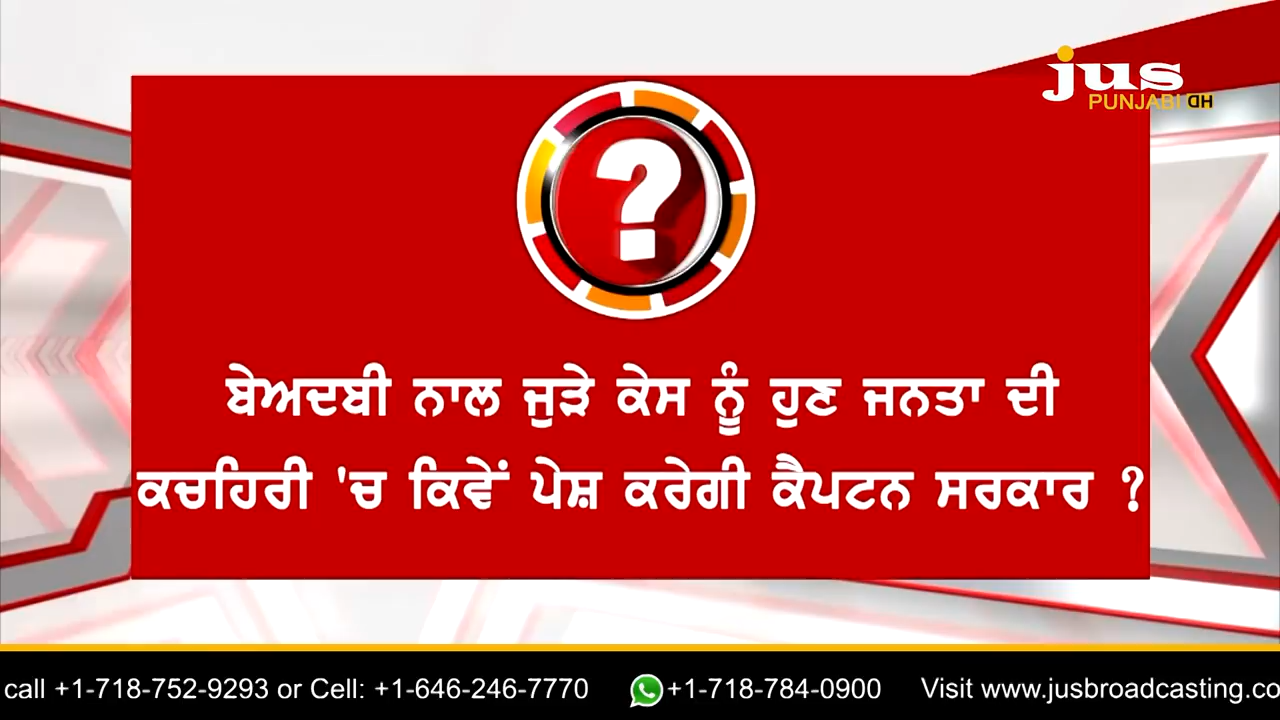 jus
PUNJABI HD
?
ਬੇਅਦਬੀ ਨਾਲ ਜੁੜੇ ਕੇਸ ਨੂੰ ਹੁਣ ਜਨਤਾ ਦੀ
ਕਚਹਿਰੀ 'ਚ ਕਿਵੇਂ ਪੇਸ਼ ਕਰੇਗੀ ਕੈਪਟਨ ਸਰਕਾਰ ?
call +1-718-752-9293 or Cell: +1-646-246-7770 +1-718-784-0900 Visit www.jusbroadcasting.co